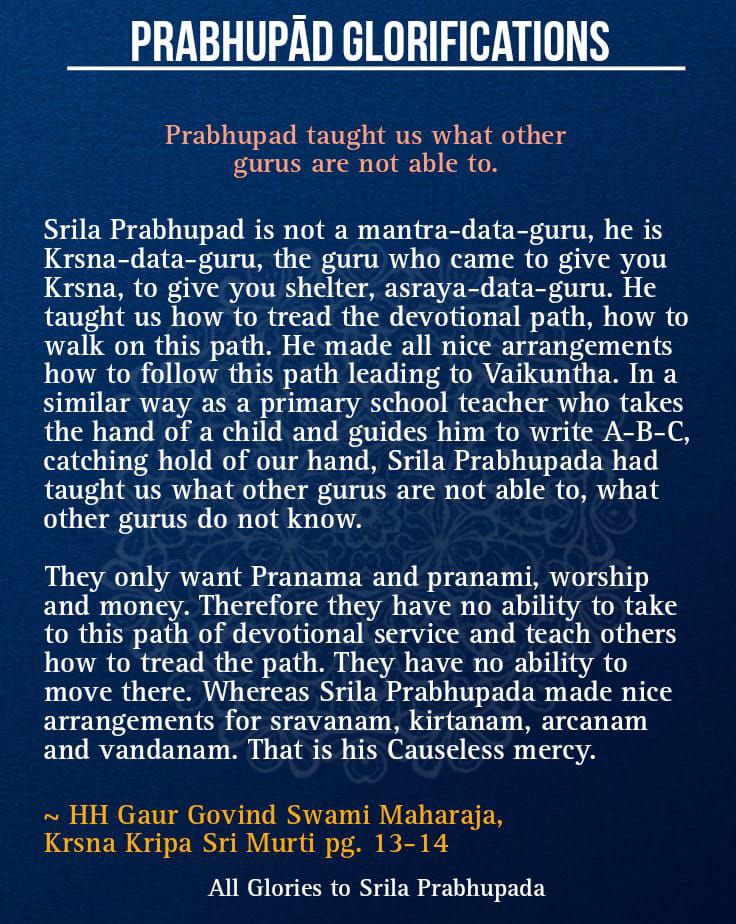 PRABHUPĀD GLORIFICATIONS
Prabhupad taught us what other
gurus are not able to.
Srila Prabhupad is not a mantra-data-guru, he is
Krsna-data-guru, the guru who came to give you
Krsna, to give you shelter, asraya-data-guru. He
taught us how to tread the devotional path, how to
walk on this path. He made all nice arrangements
how to follow this path leading to Vaikuntha. In a
similar way as a primary school teacher who takes
the hand of a child and guides him to write A-B-C,
catching hold of our hand, Srila Prabhupada had
taught us what other gurus are not able to, what
other gurus do not know.
They only want Pranama and pranami, worship
and money. Therefore they have no ability to take
to this path of devotional service and teach others
how to tread the path. They have no ability to
move there. Whereas Srila Prabhupada made nice
arrangements for sravanam, kirtanam, arcanam
and vandanam. That is his Causeless mercy.
~ HH Gaur Govind Swami Maharaja,
Krsna Kripa Sri Murti pg. 13-14
All Glories to Srila Prabhupada